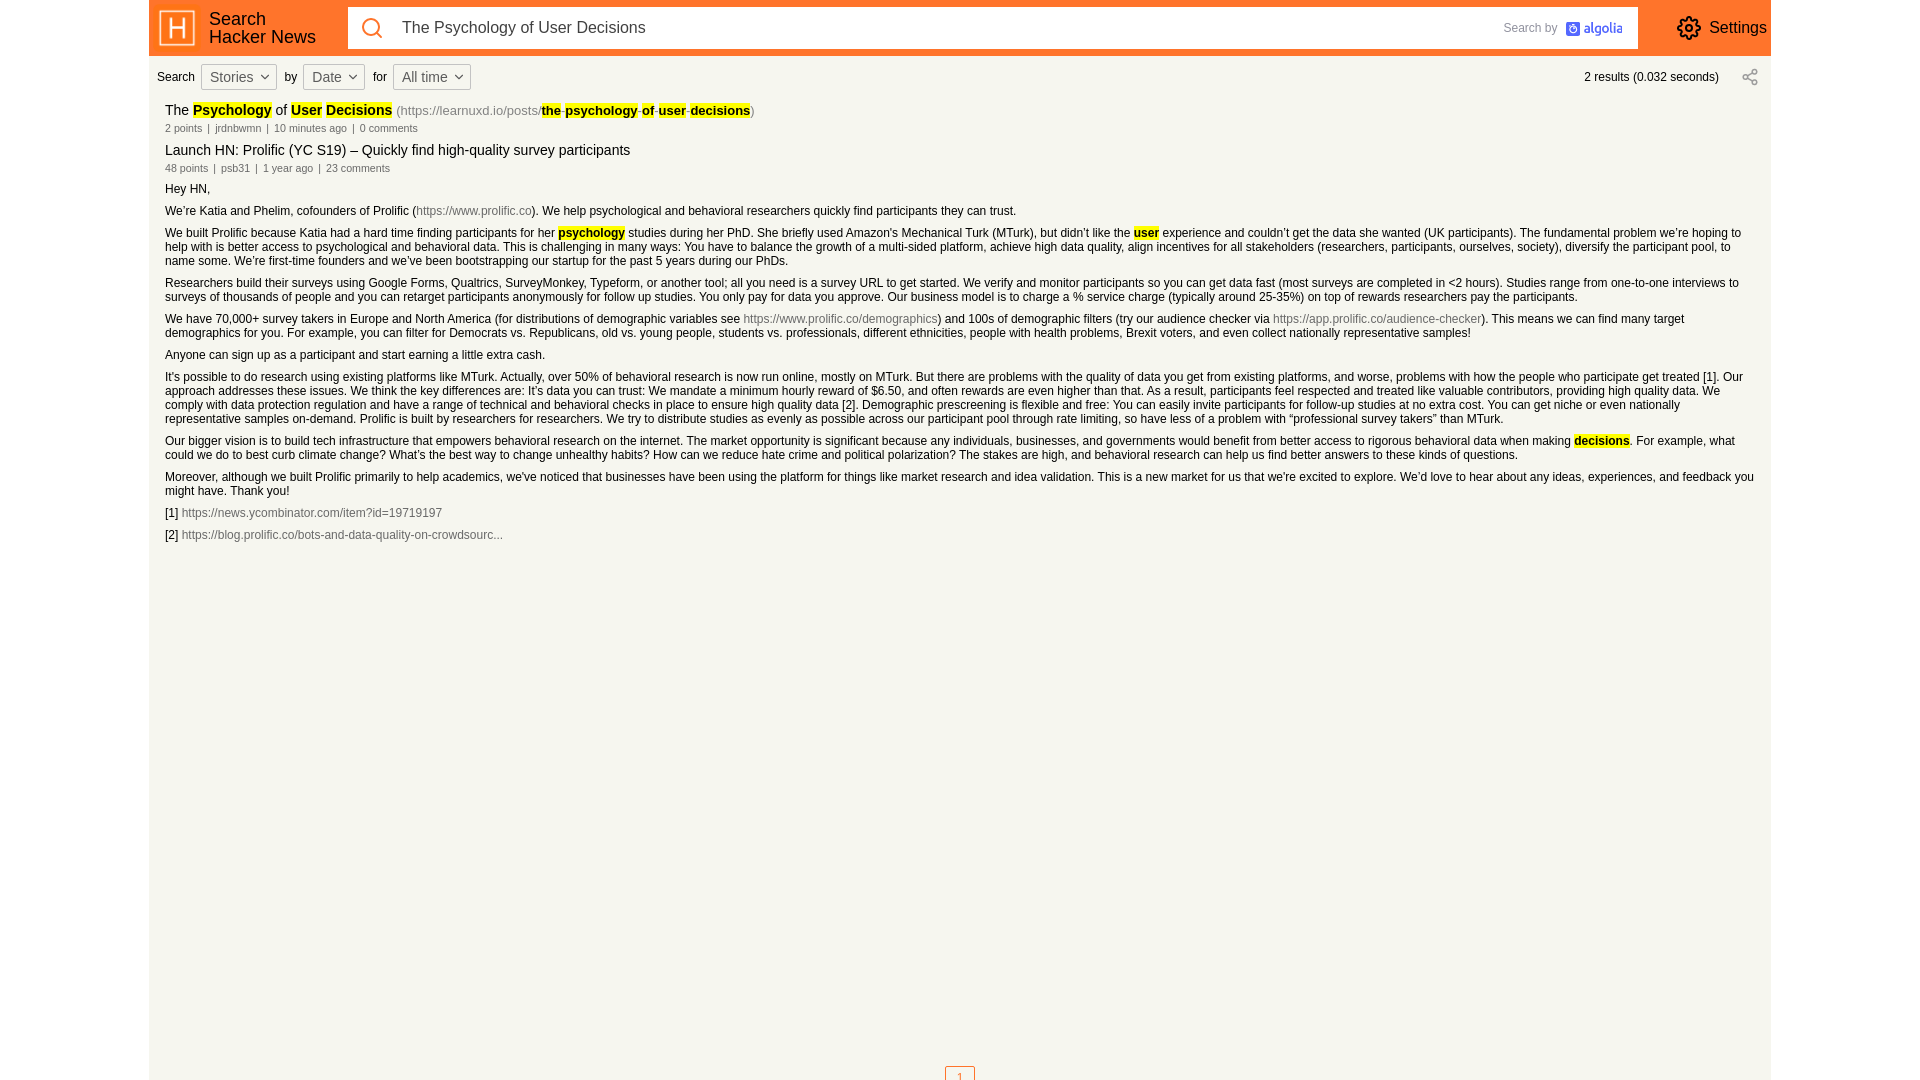 Search
Hacker News
The Psychology of User Decisions
Search by algolia
Settings
Search Stories by Date for All time
2 results (0.032 seconds)
The Psychology of User Decisions (https://learnuxd.io/posts/the-psychology-of-user-decisions)
2 points | jrdnbwmn | 10 minutes ago | 0 comments
Launch HN: Prolific (YC S19) – Quickly find high-quality survey participants
48 points | psb31 | 1 year ago | 23 comments
Hey HN,
We’re Katia and Phelim, cofounders of Prolific (https://www.prolific.co). We help psychological and behavioral researchers quickly find participants they can trust.
We built Prolific because Katia had a hard time finding participants for her psychology studies during her PhD. She briefly used Amazon's Mechanical Turk (MTurk), but didn’t like the user experience and couldn’t get the data she wanted (UK participants). The fundamental problem we’re hoping to
help with is better access to psychological and behavioral data. This is challenging in many ways: You have to balance the growth of a multi-sided platform, achieve high data quality, align incentives for all stakeholders (researchers, participants, ourselves, society), diversify the participant pool, to
name some. We’re first-time founders and we’ve been bootstrapping our startup for the past 5 years during our PhDs.
Researchers build their surveys using Google Forms, Qualtrics, SurveyMonkey, Typeform, or another tool; all you need is a survey URL to get started. We verify and monitor participants so you can get data fast (most surveys are completed in <2 hours). Studies range from one-to-one interviews to
surveys of thousands of people and you can retarget participants anonymously for follow up studies. You only pay for data you approve. Our business model is to charge a % service charge (typically around 25-35%) on top of rewards researchers pay the participants.
We have 70,000+ survey takers in Europe and North America (for distributions of demographic variables see https://www.prolific.co/demographics) and 100s of demographic filters (try our audience checker via https://app.prolific.co/audience-checker). This means we can find many target
demographics for you. For example, you can filter for Democrats vs. Republicans, old vs. young people, students vs. professionals, different ethnicities, people with health problems, Brexit voters, and even collect nationally representative samples!
Anyone can sign up as a participant and start earning a little extra cash.
It's possible to do research using existing platforms like MTurk. Actually, over 50% of behavioral research is now run online, mostly on MTurk. But there are problems with the quality of data you get from existing platforms, and worse, problems with how the people who participate get treated [1]. Our
approach addresses these issues. We think the key differences are: It’s data you can trust: We mandate a minimum hourly reward of $6.50, and often rewards are even higher than that. As a result, participants feel respected and treated like valuable contributors, providing high quality data. We
comply with data protection regulation and have a range of technical and behavioral checks in place to ensure high quality data [2]. Demographic prescreening is flexible and free: You can easily invite participants for follow-up studies at no extra cost. You can get niche or even nationally
representative samples on-demand. Prolific is built by researchers for researchers. We try to distribute studies as evenly as possible across our participant pool through rate limiting, so have less of a problem with “professional survey takers” than MTurk.
Our bigger vision is to build tech infrastructure that empowers behavioral research on the internet. The market opportunity is significant because any individuals, businesses, and governments would benefit from better access to rigorous behavioral data when making decisions. For example, what
could we do to best curb climate change? What’s the best way to change unhealthy habits? How can we reduce hate crime and political polarization? The stakes are high, and behavioral research can help us find better answers to these kinds of questions.
Moreover, although we built Prolific primarily to help academics, we've noticed that businesses have been using the platform for things like market research and idea validation. This is a new market for us that we're excited to explore. We’d love to hear about any ideas, experiences, and feedback you
might have. Thank you!
[1] https://news.ycombinator.com/item?id=19719197
[2] https://blog.prolific.co/bots-and-data-quality-on-crowdsourc...
1